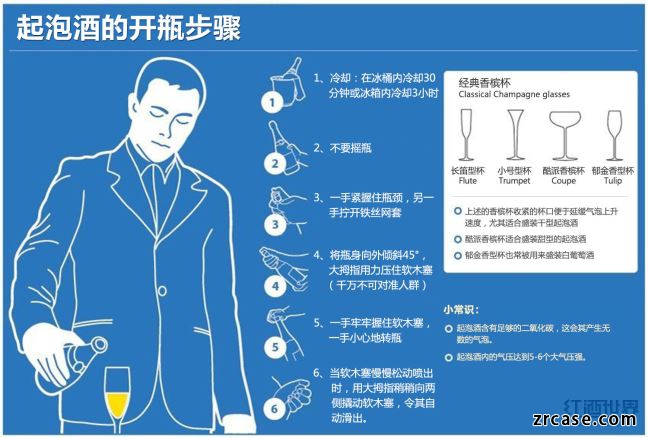 起泡酒的开瓶步骤
1、冷却：在冰桶内冷却30
分钟或冰箱内冷却3小时
2、不要摇瓶
3、一手紧握住瓶颈，另一
手拧开铁丝网套
4、将瓶身向外倾斜45°，
大拇指用力压住软木塞
（千万不可对准人群）
5、一手牢牢握住软木塞，
一手小心地转瓶
6、当软木塞慢慢松动喷出
时，用大拇指稍稍向两
侧撬动软木塞，令其自
动滑出。
1
2
3
4
5
6
经典香槟杯
Classical Champagne glasses
长笛型杯 小号型杯 酷派香槟杯 郁金香型杯
Flute Trumpet Coupe Tulip
上述的香槟杯收紧的杯口便于延缓气泡上升
速度，尤其适合盛装干型起泡酒
酷派香槟杯适合盛装甜型的起泡酒
郁金香型杯也常被用来盛装白葡萄酒
小常识：
起泡酒含有足够的二氧化碳，这会其产生无
数的气泡。
起泡酒内的气压达到5-6个大气压强。
红酒世界
zrcase.com